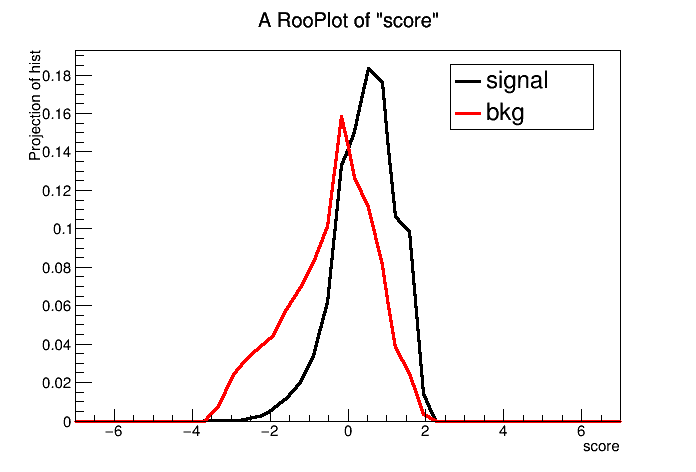 A RooPlot of "score"
Projection of hist
signal
bkg
0.18
0.16
0.14
0.12
0.1
0.08
0.06
0.04
0.02
0
−6 −4 −2 0 2 4 6
score